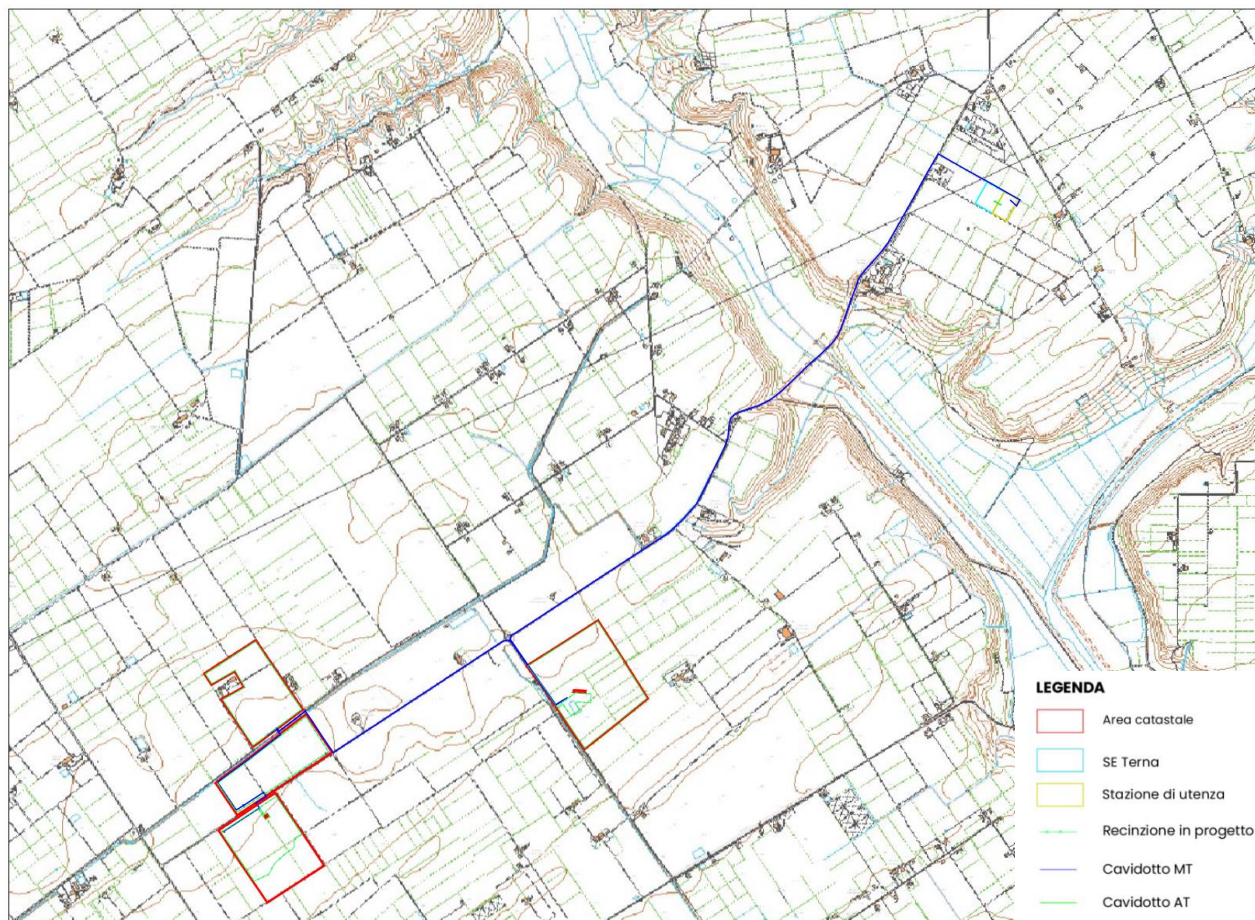 LEGENDA
Area catastale
SE Terna
Stazione di utenza
Recinzione in progetto
Cavidotto MT
Cavidotto AT